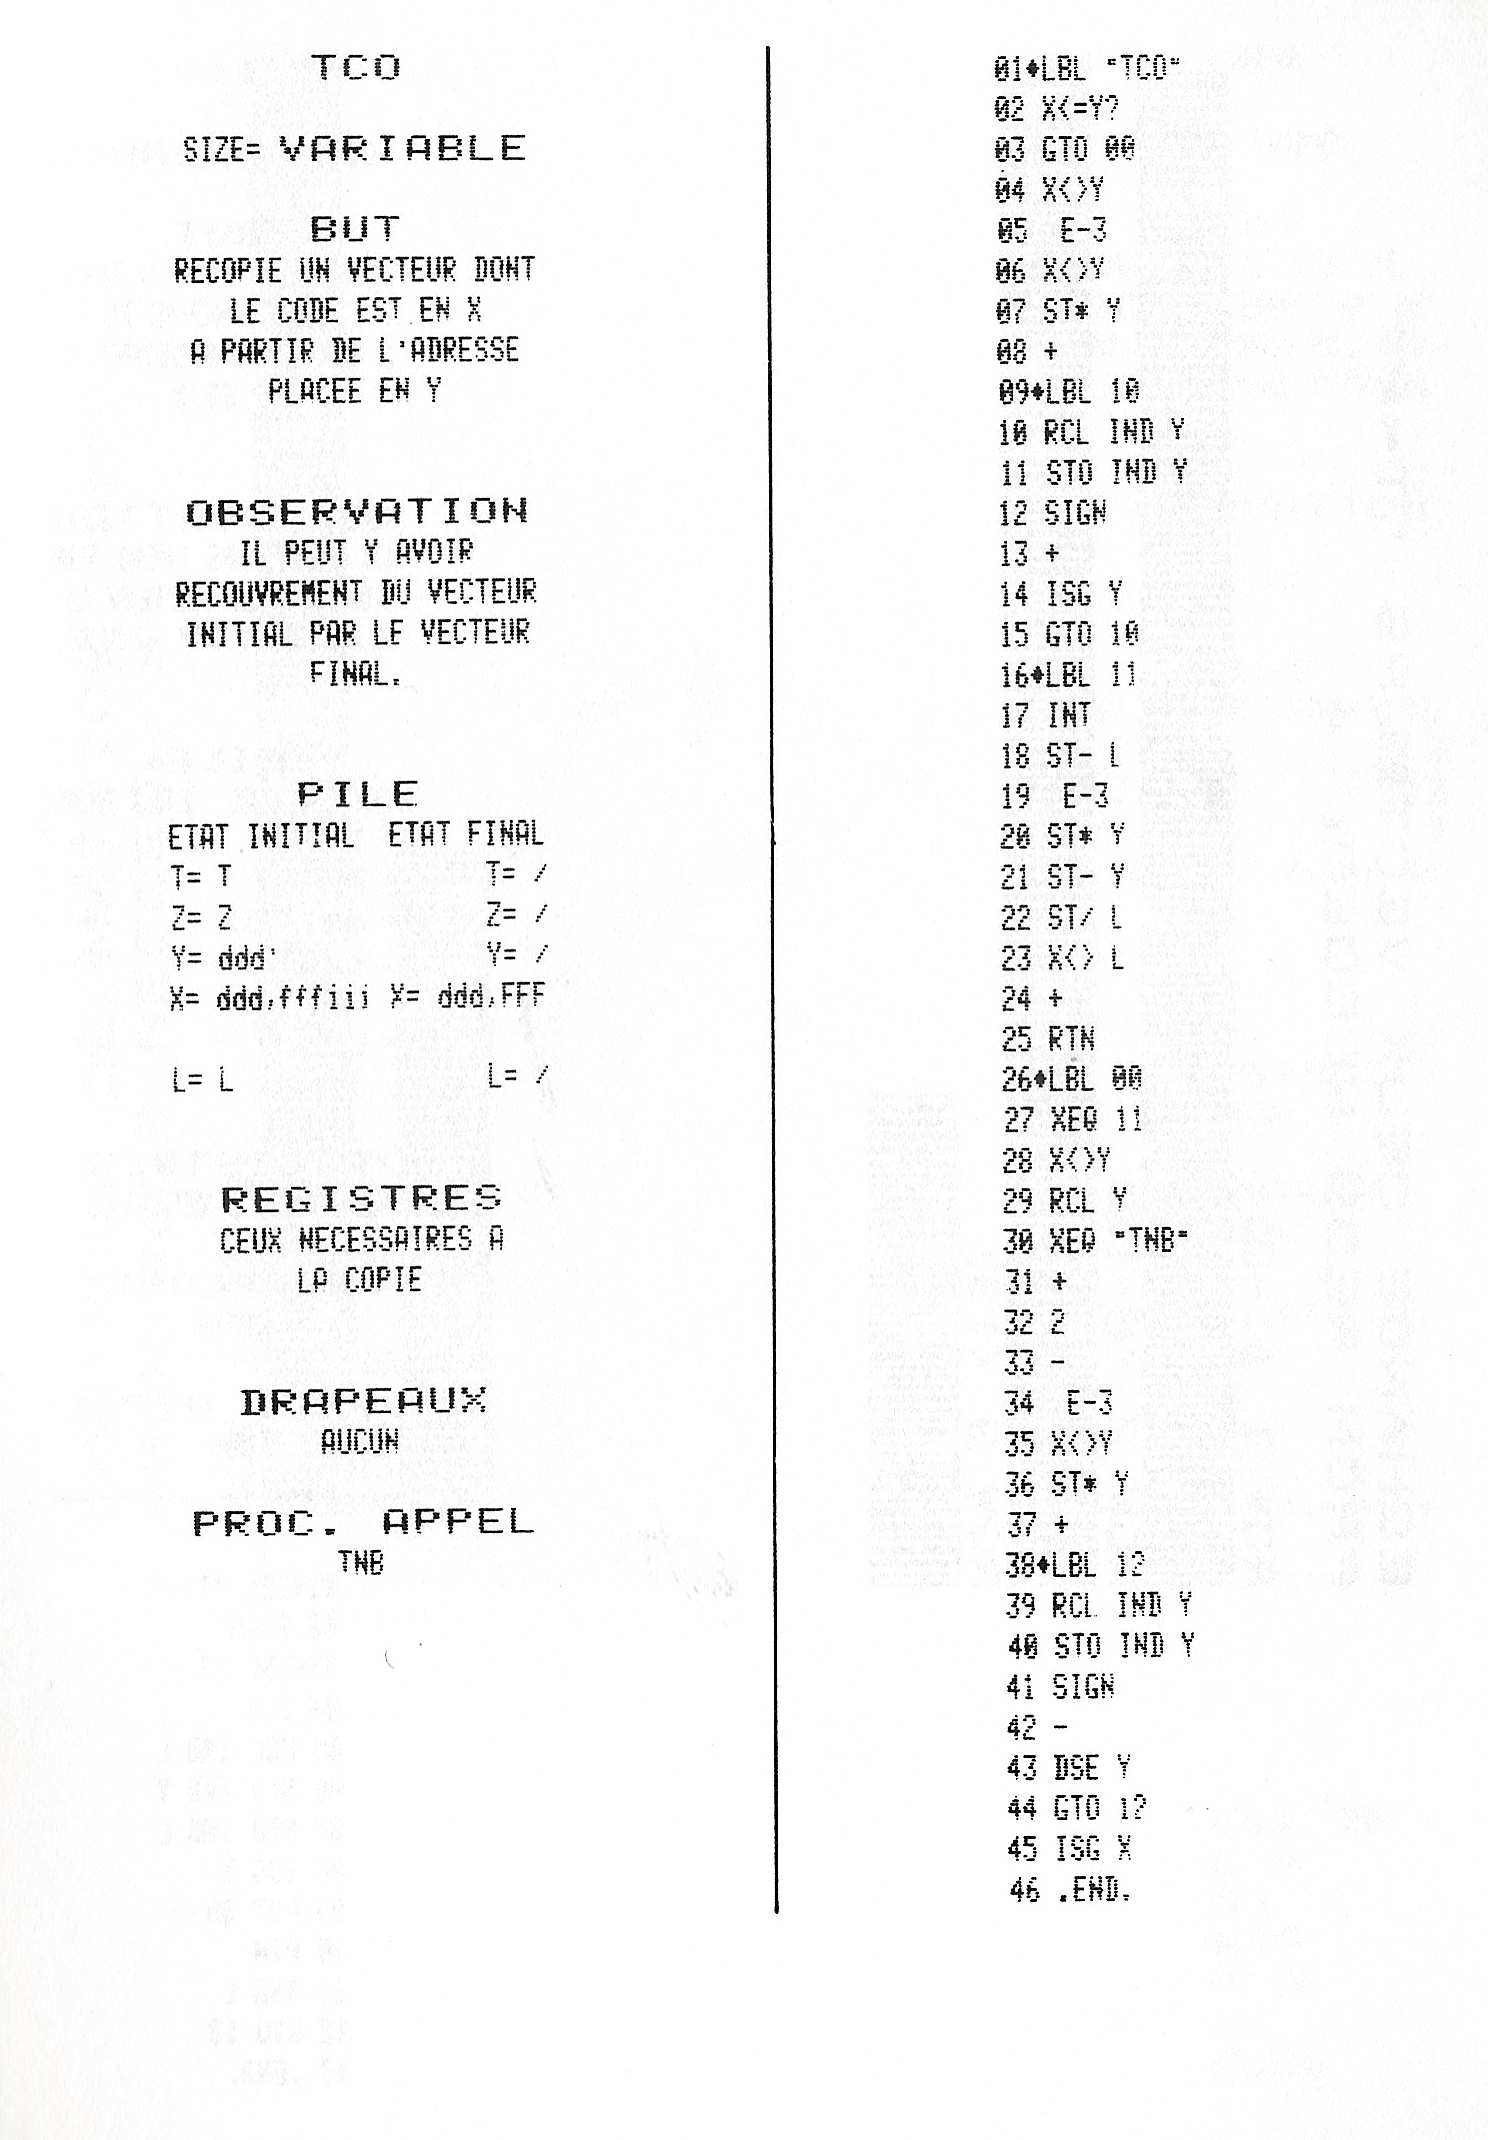 TCO
SIZE= VARIABLE
BUT
RECOPIE UN VECTEUR DONT
LE CODE EST EN X
A PARTIR DE L'ADRESSE
PLACEE EN Y
OBSERVATION
IL PEUT Y AVOIR
RECOUVREMENT DU VECTEUR
INITIAL PAR LE VECTEUR
FINAL.
PILE
ETAT INITIAL ETAT FINAL
T= T T= /
Z= Z Z= /
Y= ddd' Y= /
X= ddd,fffiii X= ddd,FFF
L= L L= /
REGISTRES
CEUX NECESSAIRES A
LA COPIE
DRAPEAUX
AUCUN
PROC. APPEL
TNB
01♦LBL "TCO"
02 X<=Y?
03 GTO 00
04 X<>Y
05 E-3
06 X<>Y
07 ST* Y
08 +
09♦LBL 10
10 RCL IND Y
11 STO IND Y
12 SIGN
13 +
14 ISG Y
15 GTO 10
16♦LBL 11
17 INT
18 ST- L
19 E-3
20 ST* Y
21 ST- Y
22 ST/ L
23 X<> L
24 +
25 RTN
26♦LBL 00
27 XEQ 11
28 X<>Y
29 RCL Y
30 XEQ "TNB"
31 +
32 2
33 -
34 E-3
35 X<>Y
36 ST* Y
37 +
38♦LBL 12
39 RCL IND Y
40 STO IND Y
41 SIGN
42 -
43 DSE Y
44 GTO 12
45 ISG X
46 .END.